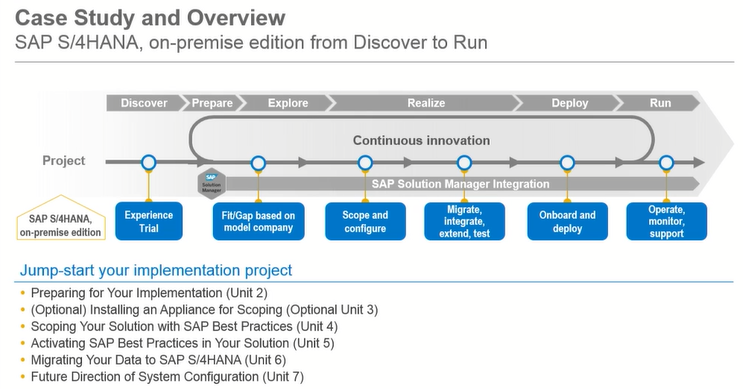 Case Study and Overview
SAP S/4HANA, on-premise edition from Discover to Run
Discover
Prepare
Explore
Realize
Deploy
Run
Continuous innovation
Project
SAP
Solution
Manager
SAP Solution Manager Integration
SAP S/4HANA,
on-premise edition
Experience
Trial
Fit/Gap based on
model company
Scope and
configure
Migrate,
integrate,
extend, test
Onboard and
deploy
Operate,
monitor,
support
Jump-start your implementation project
• Preparing for Your Implementation (Unit 2)
• (Optional) Installing an Appliance for Scoping (Optional Unit 3)
• Scoping Your Solution with SAP Best Practices (Unit 4)
• Activating SAP Best Practices in Your Solution (Unit 5)
• Migrating Your Data to SAP S/4HANA (Unit 6)
• Future Direction of System Configuration (Unit 7)